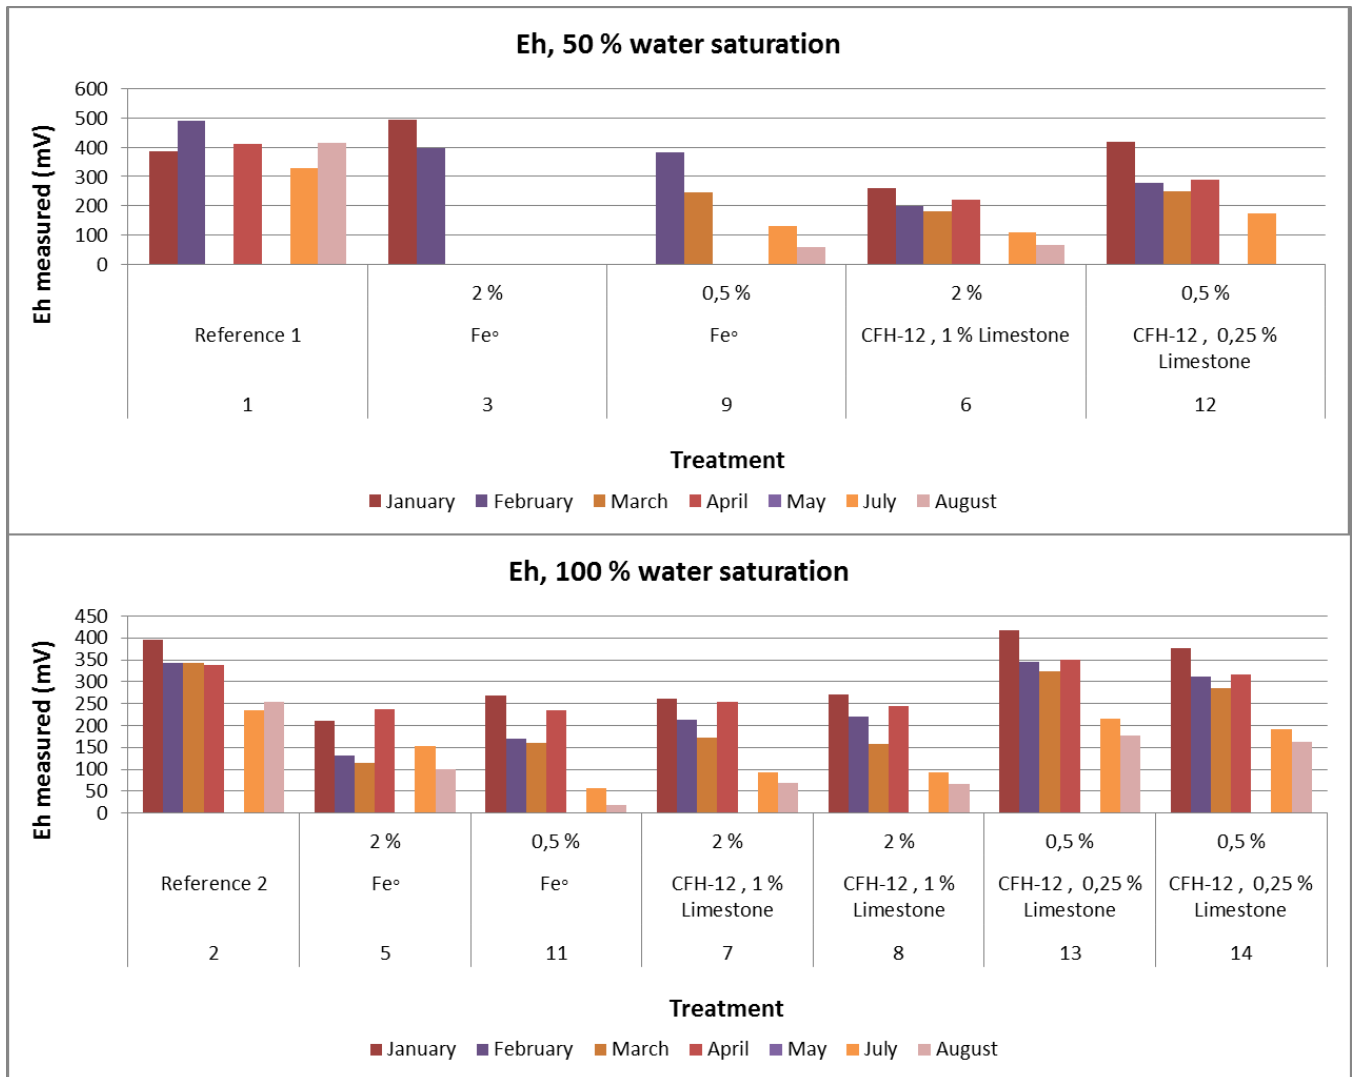 Eh, 50 % water saturation
Eh measured (mV)
600
500
400
300
200
100
0
2 % 0,5 % 2 % 0,5 %
Reference 1 Fe° Fe° CFH-12 , 1 % Limestone CFH-12 , 0,25 %
Limestone
1 3 9 6 12
Treatment
January February March April May July August
Eh, 100 % water saturation
Eh measured (mV)
450
400
350
300
250
200
150
100
50
0
2 % 0,5 % 2 % 2 % 0,5 % 0,5 %
Reference 2 Fe° Fe° CFH-12 , 1 % CFH-12 , 1 % CFH-12 , 0,25 % CFH-12 , 0,25 %
Limestone Limestone Limestone Limestone
2 5 11 7 8 13 14
Treatment
January February March April May July August